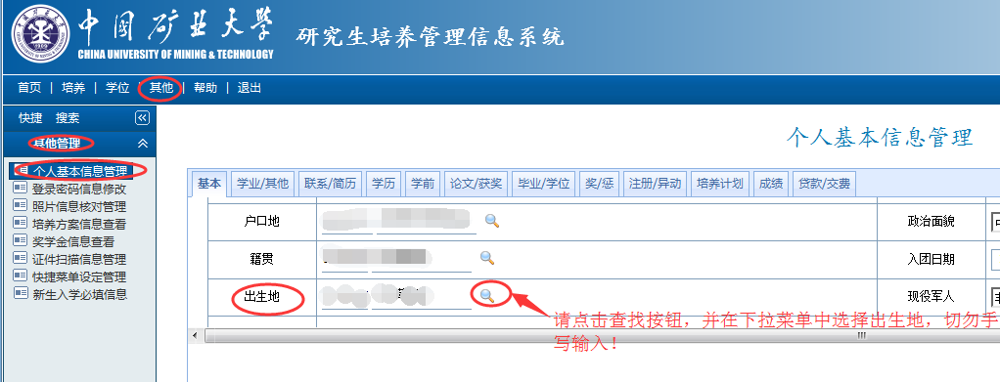 中国矿业大学
CHINA UNIVERSITY OF MINING & TECHNOLOGY
研究生培养管理信息系统
首页 | 培养 | 学位 | 其他 | 帮助 | 退出
快捷 搜索
其他管理
个人基本信息管理
登录密码信息修改
照片信息核对管理
培养方案信息查看
奖学金信息查看
证件扫描信息管理
快捷菜单设定管理
新生入学必填信息
个人基本信息管理
基本 学业/其他 联系/简历 学历 学前 论文/获奖 毕业/学位 奖/惩 注册/异动 培养计划 成绩 贷款/交费
户口地 政治面貌
籍贯 入团日期
出生地 现役军人
请点击查找按钮，并在下拉菜单中选择出生地，切勿手
写输入！